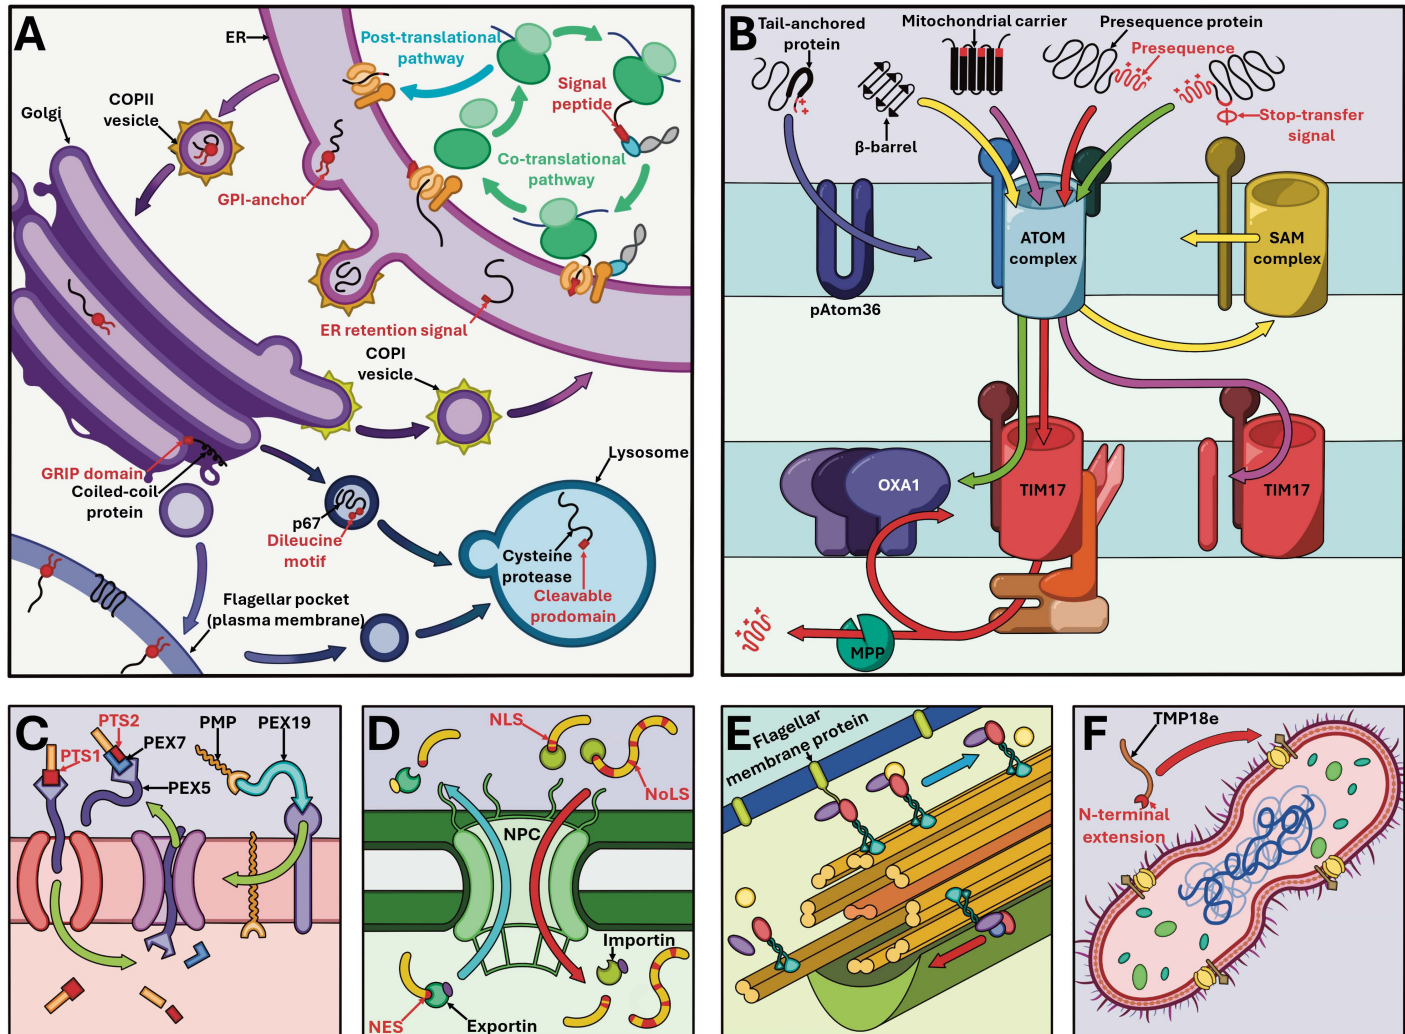 A
ER
Post-translational
pathway
Signal
peptide
COPII
vesicle
Golgi
Co-translational
pathway
GPI-anchor
ER retention signal
COPI
vesicle
GRIP domain
Coiled-coil
protein
p67
Dileucine
motif
Lysosome
Cysteine
protease
Cleavable
prodomain
Flagellar pocket
(plasma membrane)
B
Tail-anchored
protein
Mitochondrial carrier
Presequence protein
Presequence
Stop-transfer
signal
β-barrel
ATOM
complex
SAM
complex
pAtom36
OXA1
TIM17
TIM17
MPP
C
PTS2
PTS1
PEX7
PEX5
PMP
PEX19
D
NLS
NoLS
NPC
Importin
NES
Exportin
E
Flagellar
membrane protein
F
TMP18e
N-terminal
extension